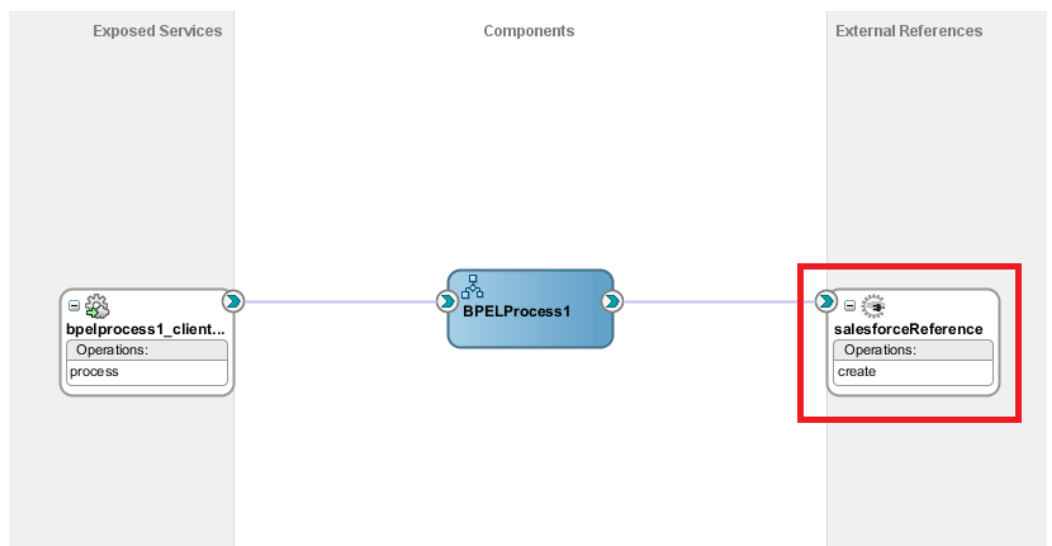 Exposed Services
Components
External References
bpelprocess1_client...
Operations:
process
BPELProcess1
salesforceReference
Operations:
create